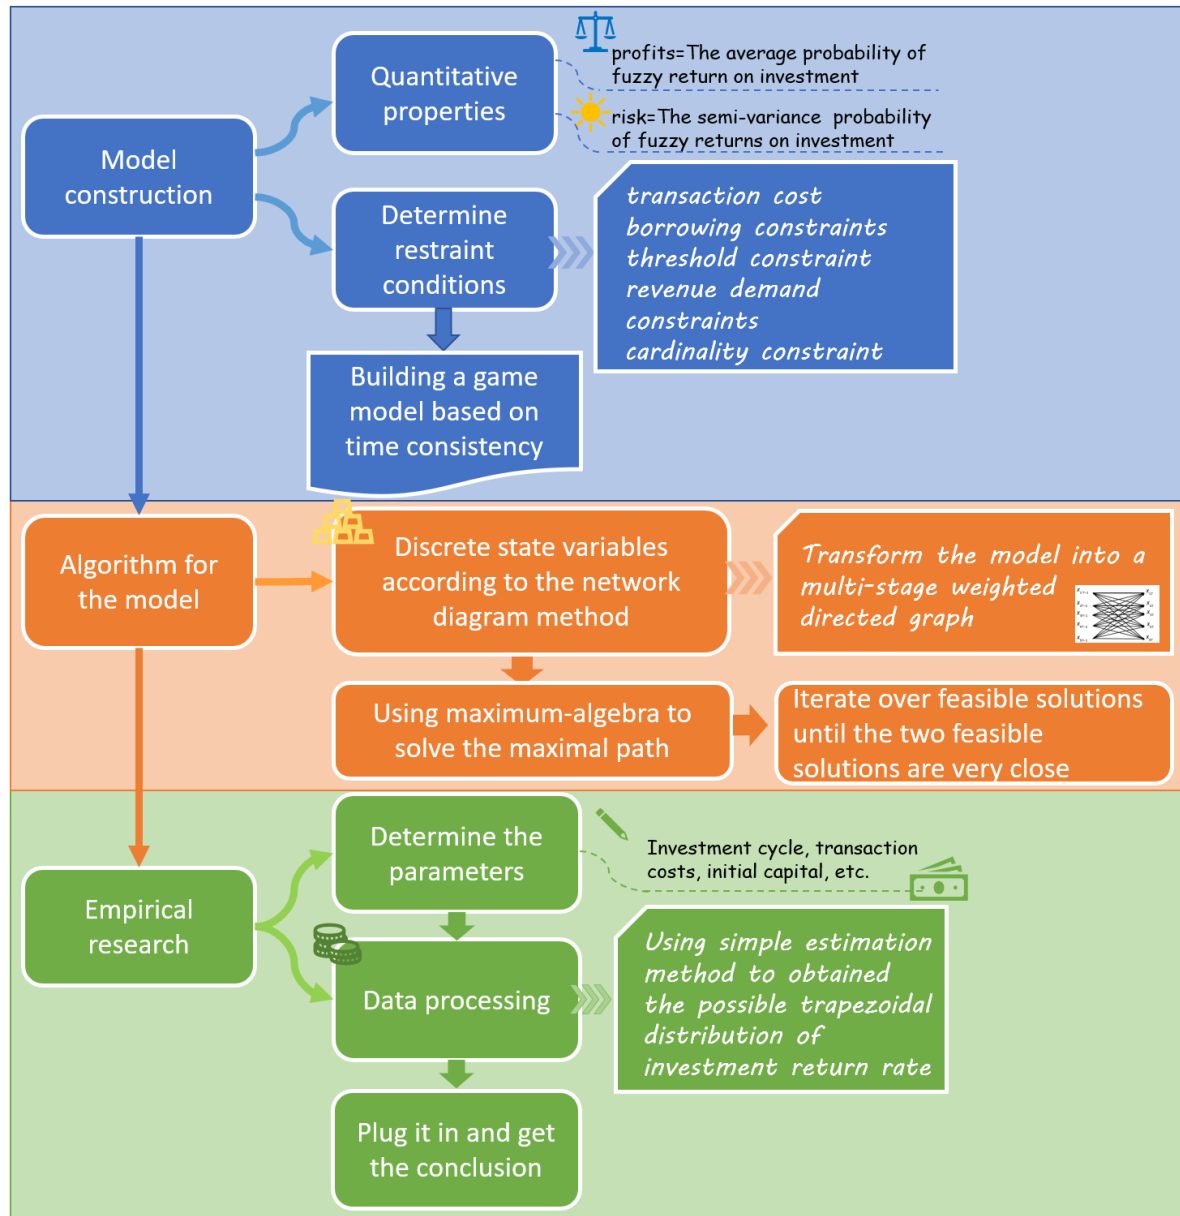 Model
construction
Quantitative
properties
profits=The average probability of
fuzzy return on investment
risk=The semi-variance probability
of fuzzy returns on investment
Determine
restraint
conditions
transaction cost
borrowing constraints
threshold constraint
revenue demand
constraints
cardinality constraint
Building a game
model based on
time consistency
Algorithm for
the model
Discrete state variables
according to the network
diagram method
Transform the model into a
multi-stage weighted
directed graph
Using maximum-algebra to
solve the maximal path
Iterate over feasible solutions
until the two feasible
solutions are very close
Empirical
research
Determine the
parameters
Investment cycle, transaction
costs, initial capital, etc.
Data processing
Using simple estimation
method to obtained
the possible trapezoidal
distribution of
investment return rate
Plug it in and get
the conclusion